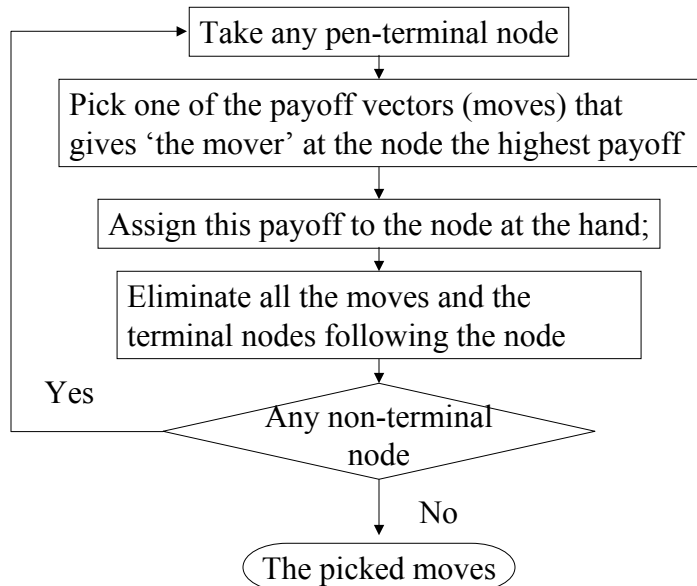 Take any pen-terminal node
Pick one of the payoff vectors (moves) that
gives ‘the mover’ at the node the highest payoff
Assign this payoff to the node at the hand;
Eliminate all the moves and the
terminal nodes following the node
Yes
Any non-terminal
node
No
The picked moves